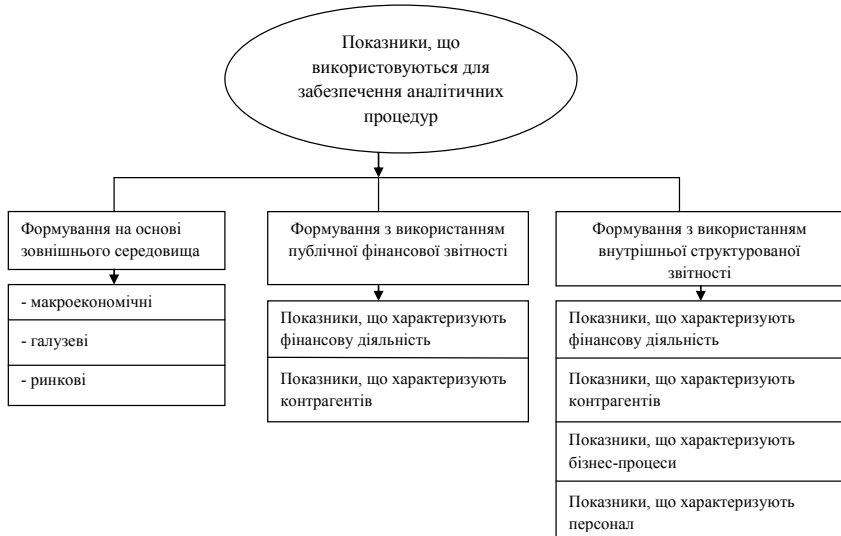 Показники, що
використовуються для
забезпечення аналітичних
процедур
Формування на основі
зовнішнього середовища
- макроекономічні
- галузеві
- ринкові
Формування з використанням
публічної фінансової звітності
Показники, що характеризують
фінансову діяльність
Показники, що характеризують
контрагентів
Формування з використанням
внутрішньої структурованої
звітності
Показники, що характеризують
фінансову діяльність
Показники, що характеризують
контрагентів
Показники, що характеризують
бізнес-процеси
Показники, що характеризують
персонал